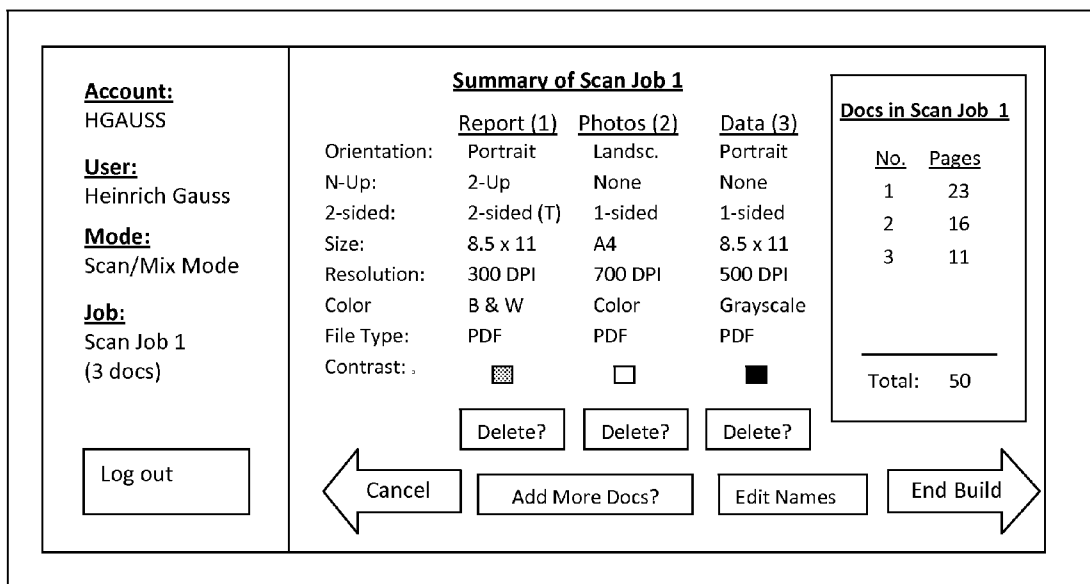 Account:
HGAUSS
User:
Heinrich Gauss
Mode:
Scan/Mix Mode
Job:
Scan Job 1
(3 docs)
Log out
Summary of Scan Job 1
Report (1) Photos (2) Data (3)
Orientation: Portrait Landsc. Portrait
N-Up: 2-Up None None
2-sided: 2-sided (T) 1-sided 1-sided
Size: 8.5 x 11 A4 8.5 x 11
Resolution: 300 DPI 700 DPI 500 DPI
Color B & W Color Grayscale
File Type: PDF PDF PDF
Contrast:
Delete? Delete? Delete?
Cancel Add More Docs? Edit Names End Build
Docs in Scan Job 1
No. Pages
1 23
2 16
3 11
Total: 50